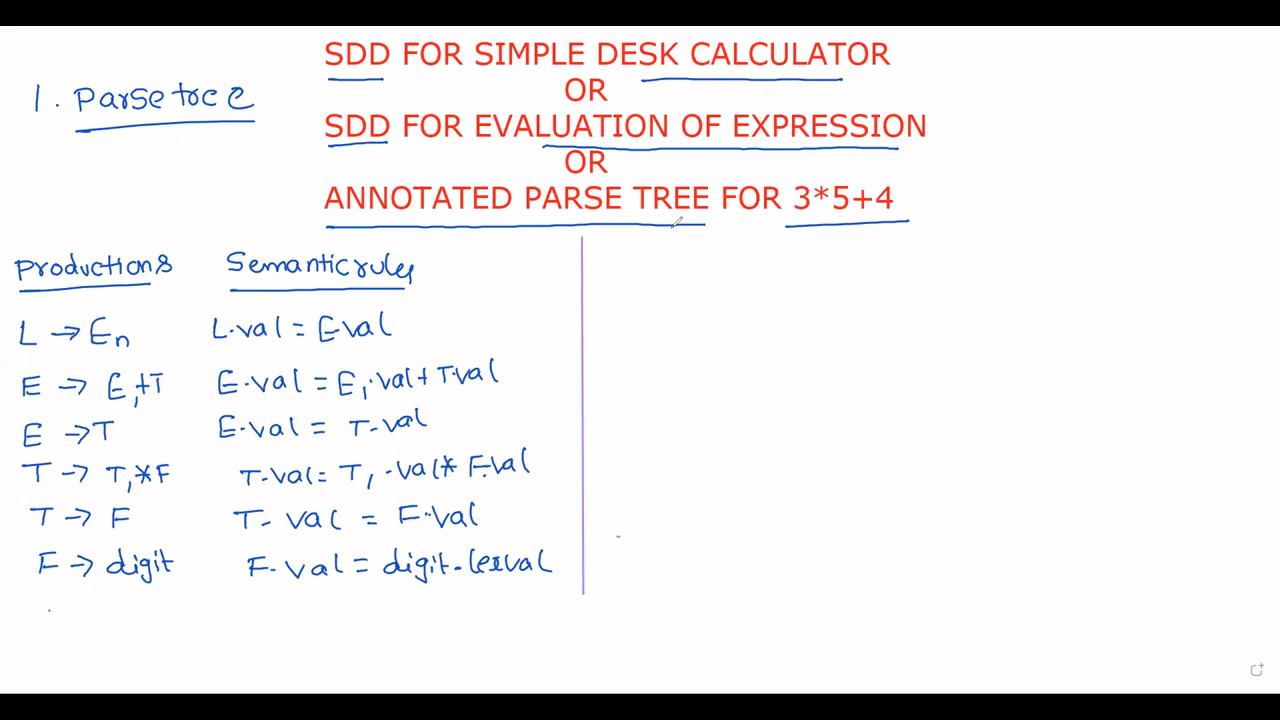 SDD FOR SIMPLE DESK CALCULATOR
OR
SDD FOR EVALUATION OF EXPRESSION
OR
ANNOTATED PARSE TREE FOR 3*5+4
1. Parse tree
Productions Semantic rules
L → En L.val = E.val
E → E1+T E.val = E1.val + T.val
E → T E.val = T.val
T → T1*F T.val = T1.val * F.val
T → F T.val = F.val
F → digit F.val = digit.lexval